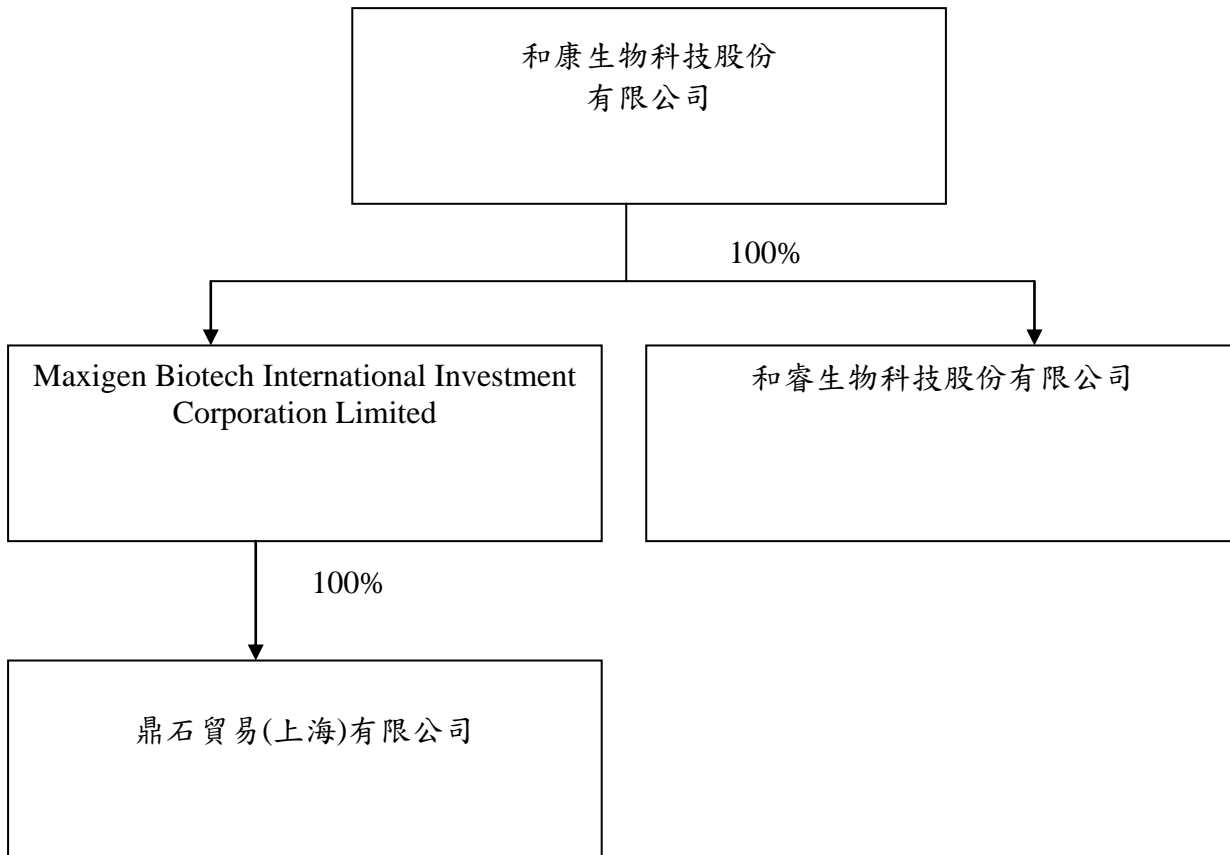 和康生物科技股份
有限公司
100%
Maxigen Biotech International Investment
Corporation Limited
和睿生物科技股份有限公司
100%
鼎石貿易(上海)有限公司